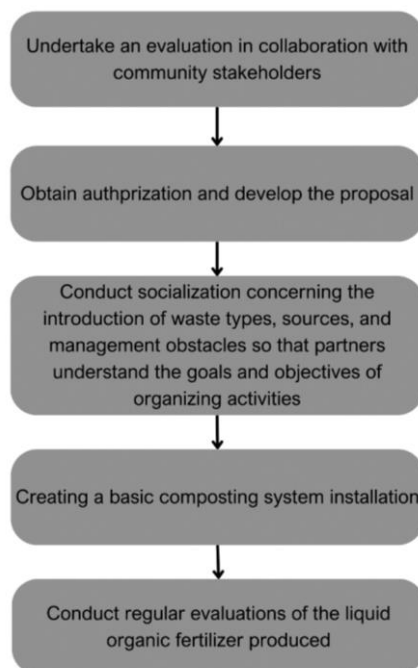 Undertake an evaluation in collaboration with
community stakeholders
Obtain authprization and develop the proposal
Conduct socialization concerning the
introduction of waste types, sources, and
management obstacles so that partners
understand the goals and objectives of
organizing activities
Creating a basic composting system installation
Conduct regular evaluations of the liquid
organic fertilizer produced